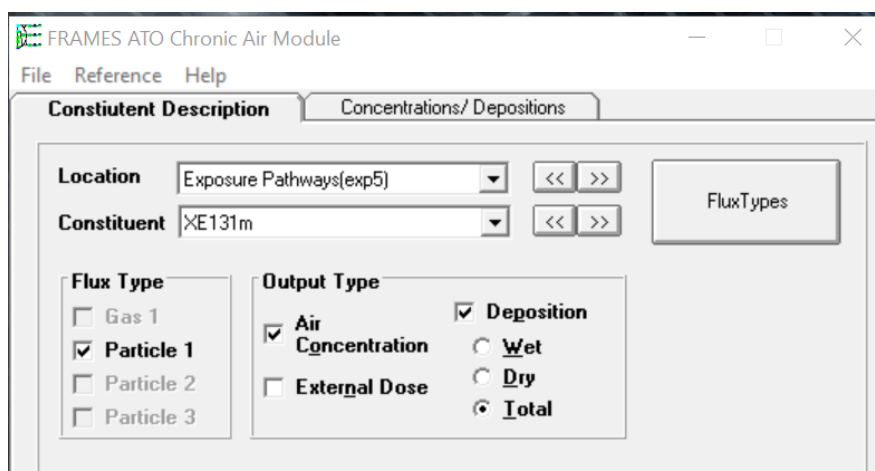 FRAMES ATO Chronic Air Module
File Reference Help
Constiutent Description Concentrations/ Depositions
Location Exposure Pathways(exp5) << >> FluxTypes
Constituent XE131m << >>
Flux Type
Gas 1
Particle 1
Particle 2
Particle 3
Output Type
Air
Concentration
External Dose
Deposition
Wet
Dry
Total